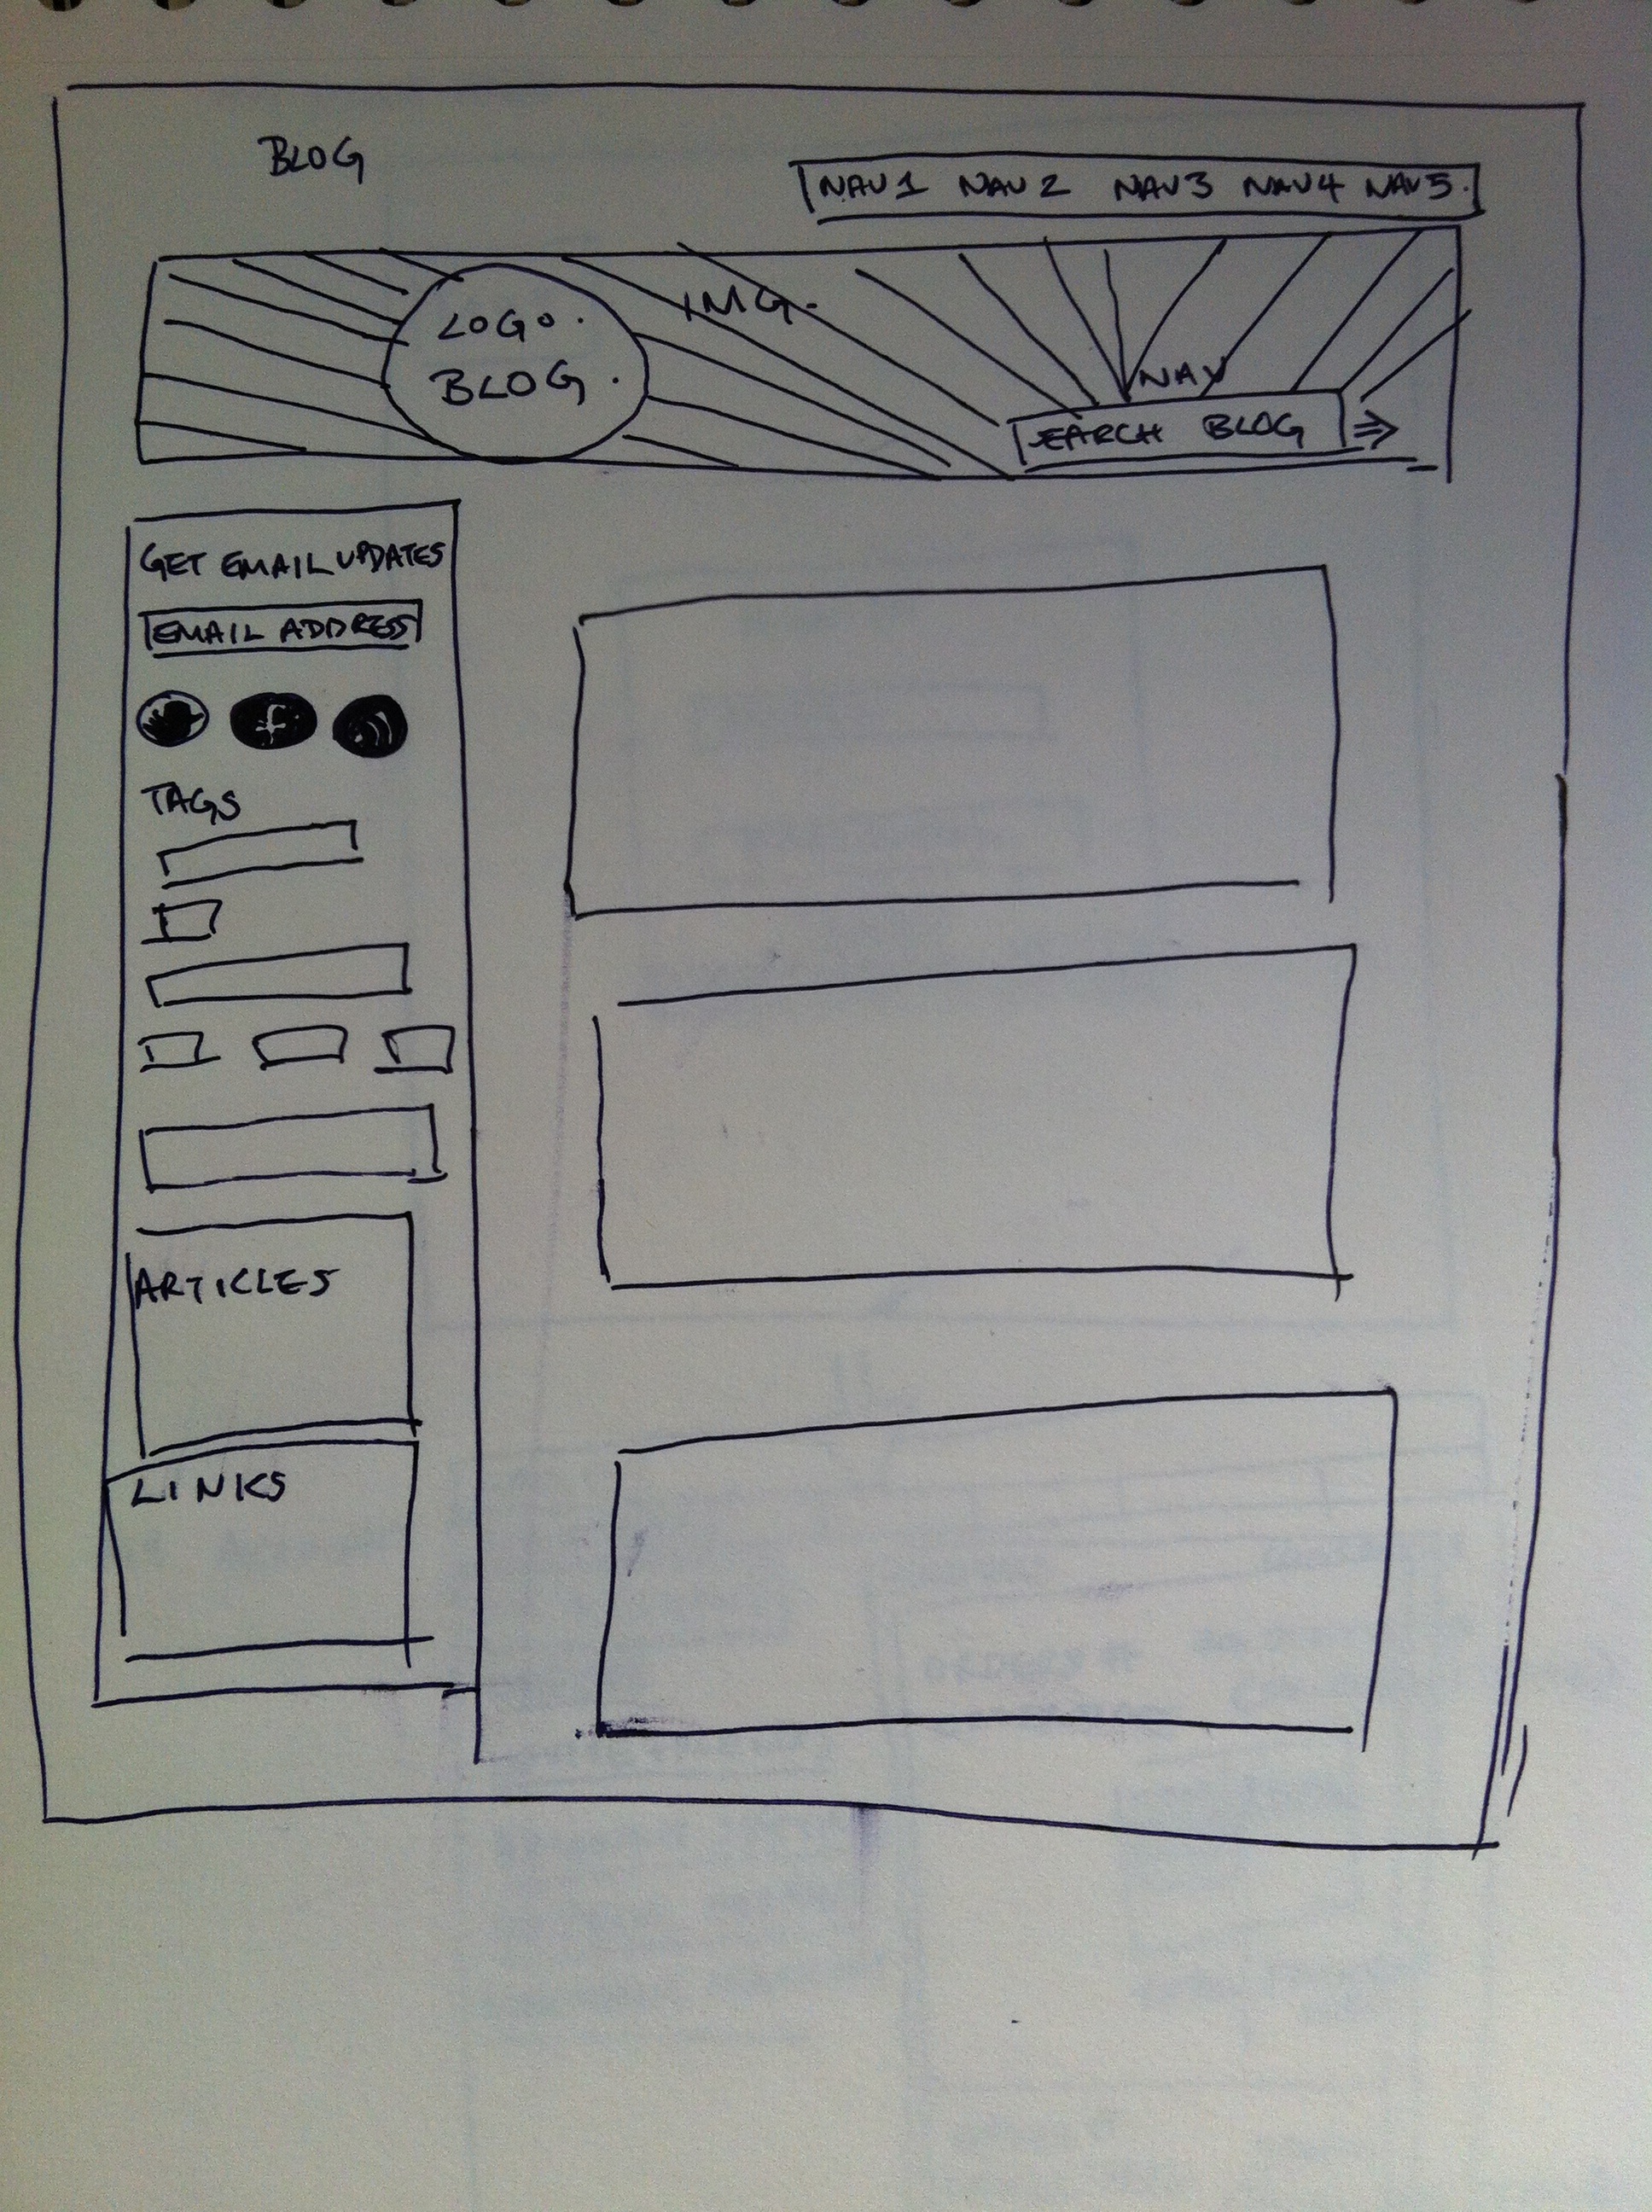 BLOG
NAV1 NAV2 NAV3 NAV4 NAV5.
LOGO.
BLOG.
IMG.
NAV
SEARCH BLOG
GET EMAIL UPDATES
EMAIL ADDRESS
f
TAGS
ARTICLES
LINKS